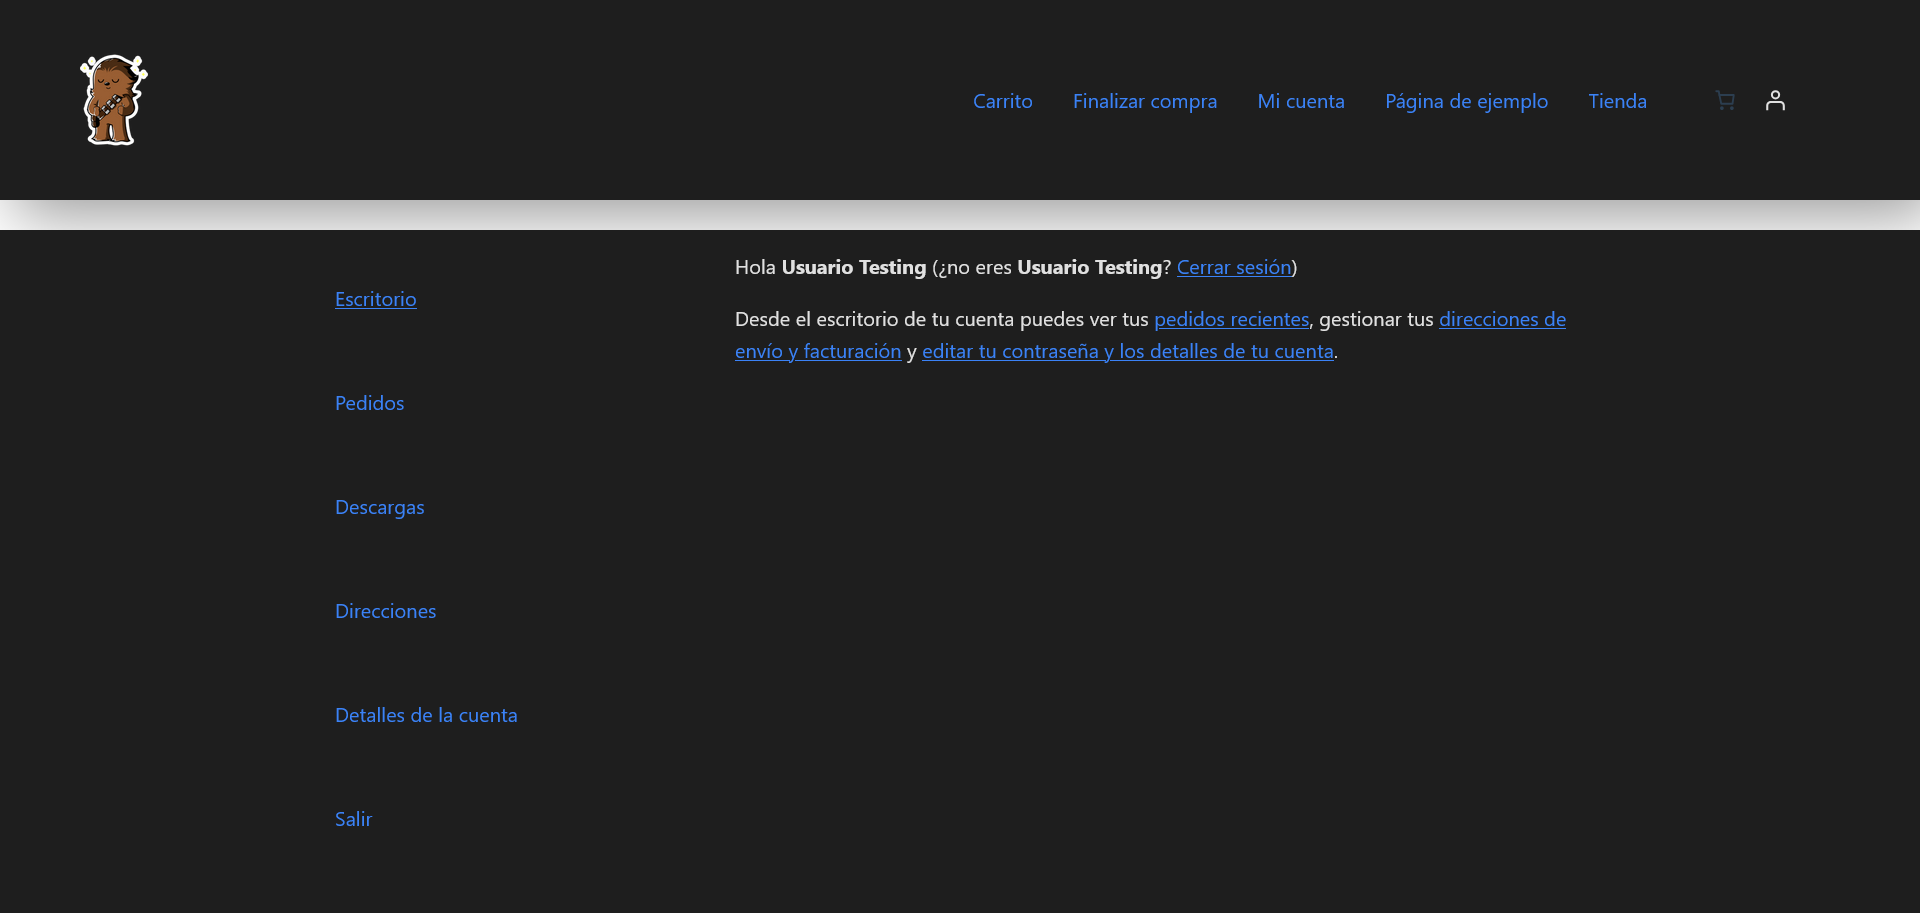 Carrito Finalizar compra Mi cuenta Página de ejemplo Tienda
Escritorio
Pedidos
Descargas
Direcciones
Detalles de la cuenta
Salir
Hola Usuario Testing (¿no eres Usuario Testing? Cerrar sesión)
Desde el escritorio de tu cuenta puedes ver tus pedidos recientes, gestionar tus direcciones de
envío y facturación y editar tu contraseña y los detalles de tu cuenta.